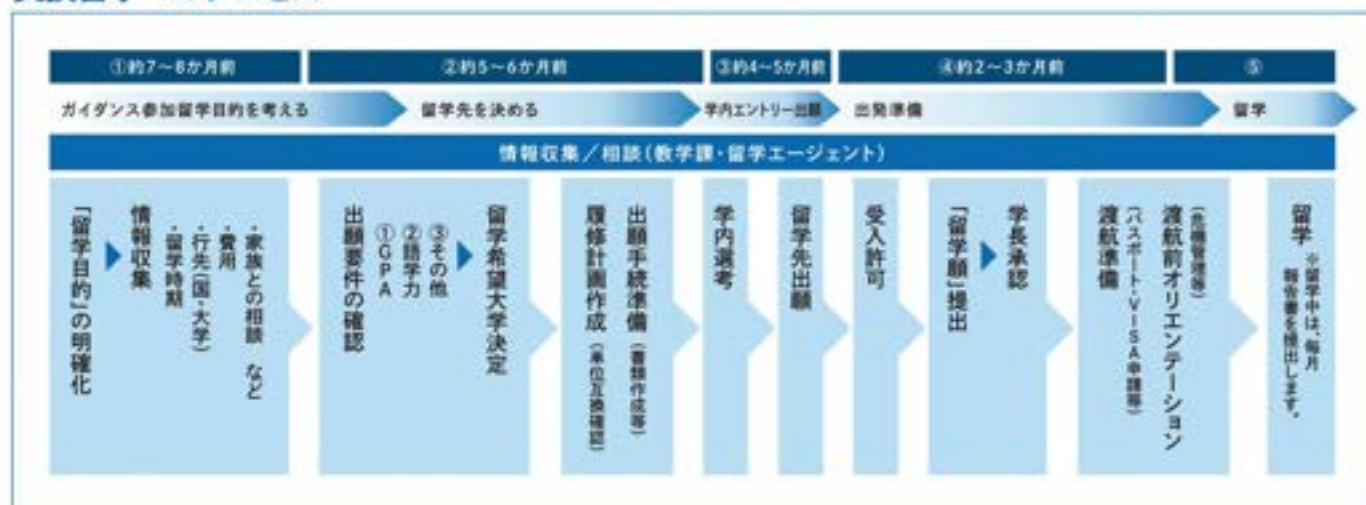 ①約7～8か月前
②約5～6か月前
③約4～5か月前
④約2～3か月前
⑤
ガイダンス参加留学目的を考える
留学先を決める
学内エントリー出願
出発準備
留学
情報収集／相談(教学課・留学エージェント)
「留学目的」の明確化
情報収集
・留学時期
・行先(国・大学)
・費用
・家族との相談 など
出願要件の確認
①GPA
②語学力
③その他
留学希望大学決定
履修計画作成(単位互換確認)
出願手続準備(書類作成等)
学内選考
留学先出願
受入許可
「留学願」提出
学長承認
渡航準備
(パスポート・VISA申請等)
渡航前オリエンテーション
(危機管理等)
留学
※留学中は、毎月
報告書を提出します。